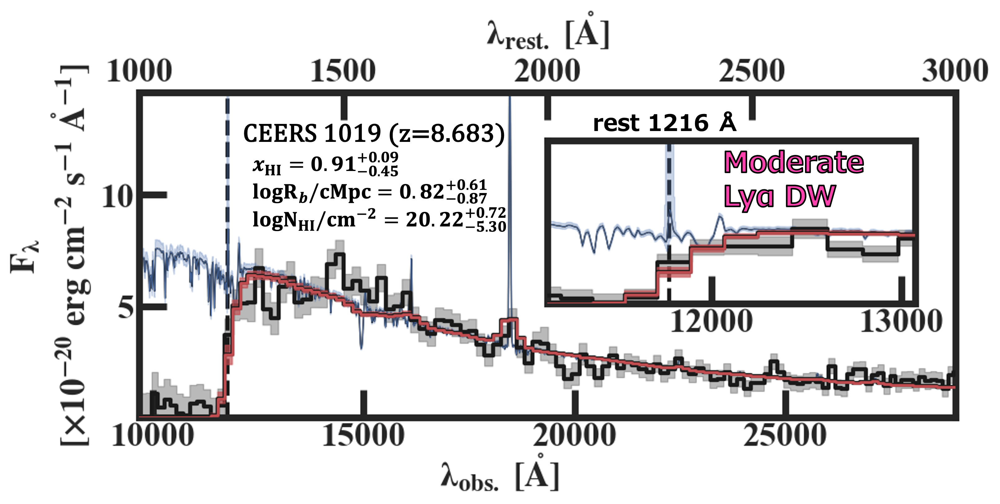 λrest. [Å]
1000 1500 2000 2500 3000
Fλ
[×10⁻²⁰ erg cm⁻² s⁻¹ Å⁻¹]
10
5
CEERS 1019 (z=8.683)
xHI = 0.91 +0.09 −0.45
logRb/cMpc = 0.82 +0.61 −0.87
logNHI/cm⁻² = 20.22 +0.72 −5.30
rest 1216 Å
Moderate
Lyα DW
12000 13000
10000 15000 20000 25000
λobs. [Å]